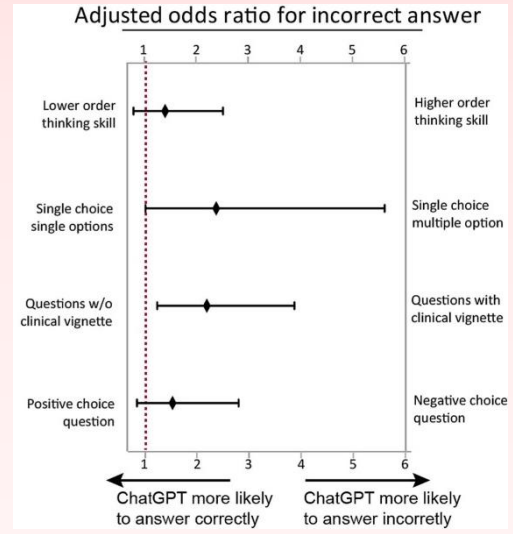 Adjusted odds ratio for incorrect answer
1 2 3 4 5 6
Lower order
thinking skill
Higher order
thinking skill
Single choice
single options
Single choice
multiple option
Questions w/o
clinical vignette
Questions with
clinical vignette
Positive choice
question
Negative choice
question
1 2 3 4 5 6
ChatGPT more likely
to answer correctly
ChatGPT more likely
to answer incorretly